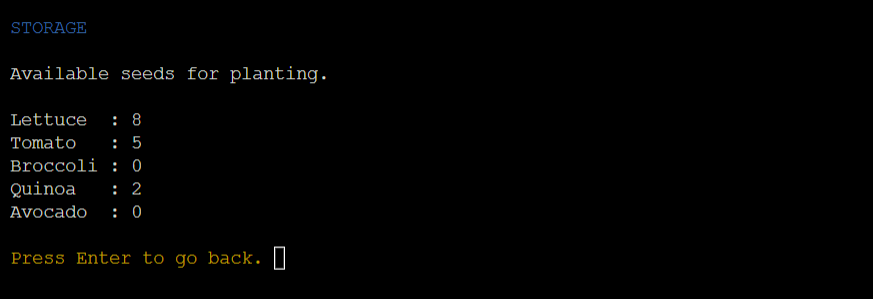 STORAGE
Available seeds for planting.
Lettuce : 8
Tomato : 5
Broccoli : 0
Quinoa : 2
Avocado : 0
Press Enter to go back.